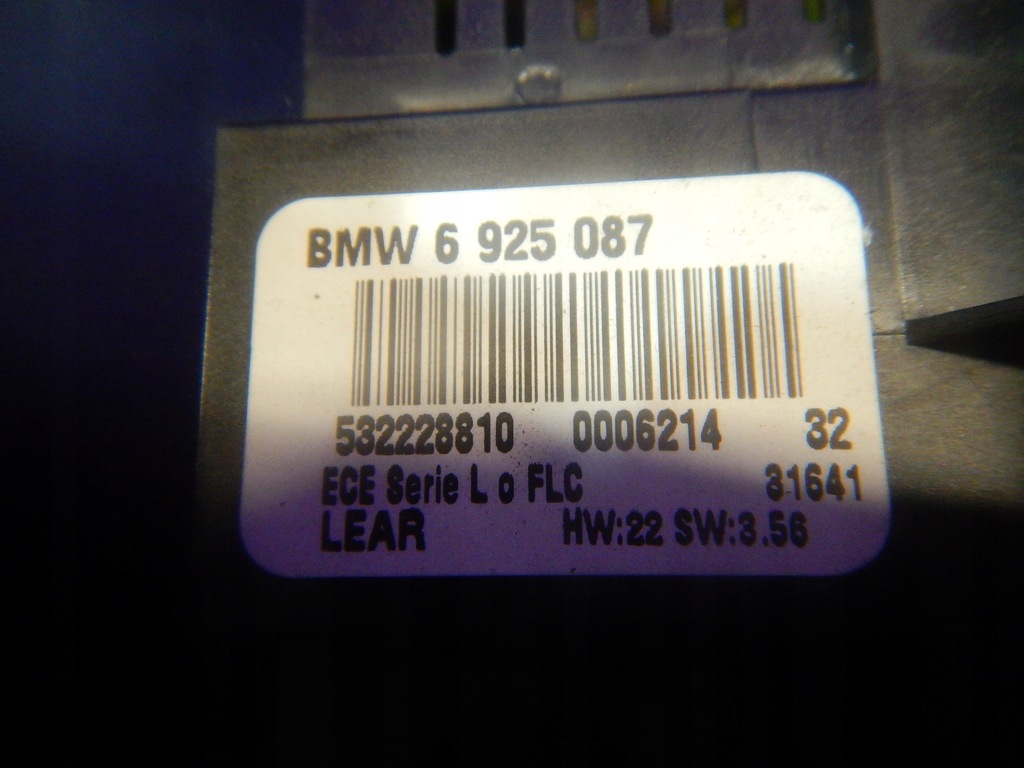 BMW 6 925 087
532228810 0006214 32
ECE Serie L o FLC 31641
LEAR HW:22 SW:3.56